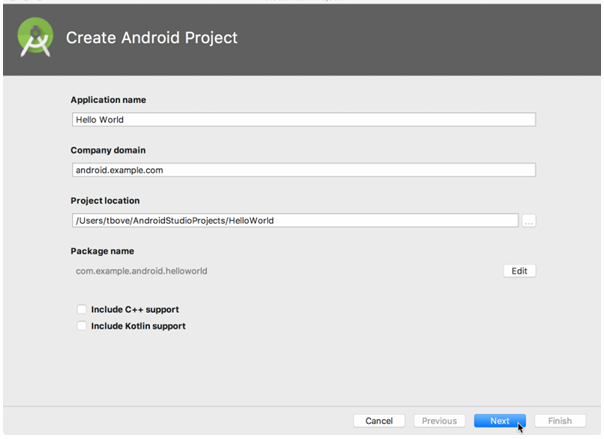 Create Android Project
Application name
Hello World
Company domain
android.example.com
Project location
/Users/tbove/AndroidStudioProjects/HelloWorld
...
Package name
com.example.android.helloworld
Edit
Include C++ support
Include Kotlin support
Cancel
Previous
Next
Finish